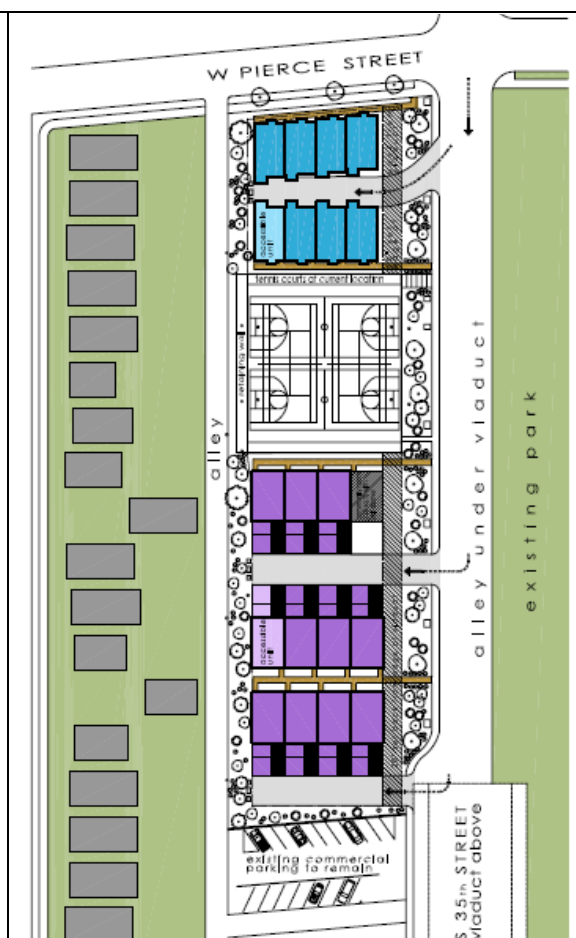 W PIERCE STREET
accessible
unit
tennis courts at current location
retaining wall
alley
alley under viaduct
existing park
accessible
unit
existing commercial
parking to remain
S 35th STREET
viaduct above